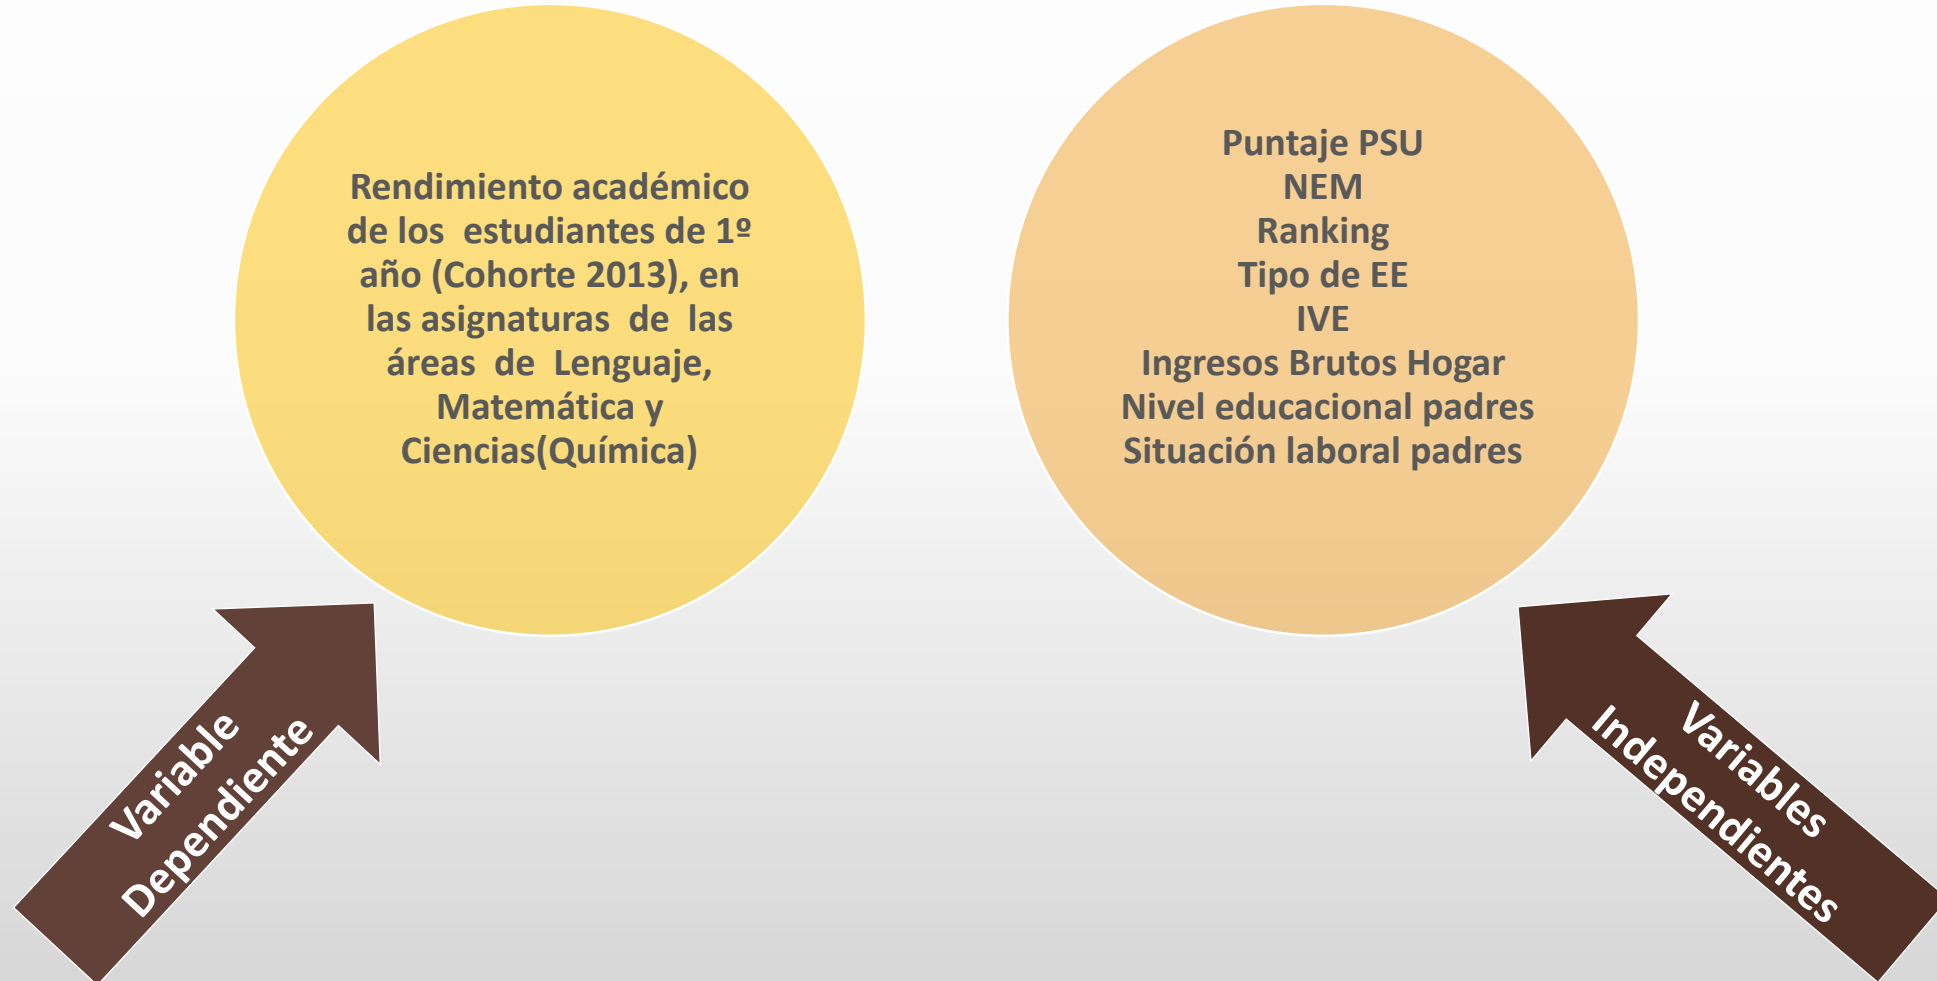 Rendimiento académico
de los estudiantes de 1º
año (Cohorte 2013), en
las asignaturas de las
áreas de Lenguaje,
Matemática y
Ciencias(Química)
Puntaje PSU
NEM
Ranking
Tipo de EE
IVE
Ingresos Brutos Hogar
Nivel educacional padres
Situación laboral padres
Variable
Dependiente
Variables
Independientes